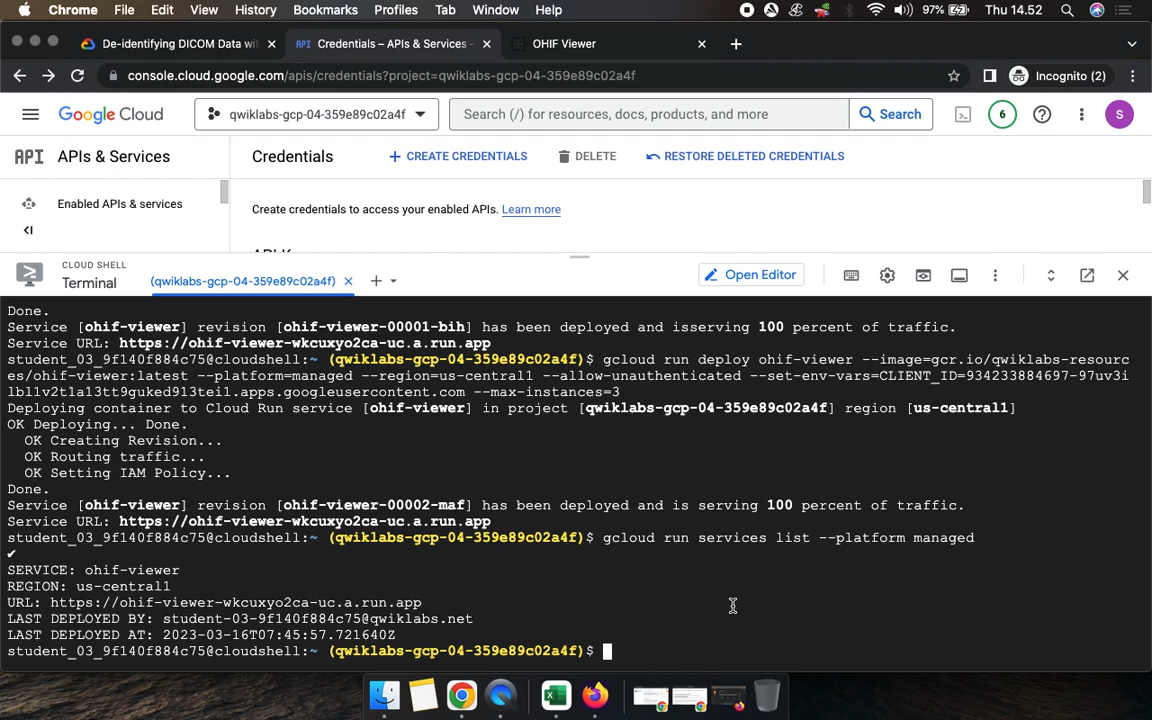 Chrome File Edit View History Bookmarks Profiles Tab Window Help 97% Thu 14.52
De-identifying DICOM Data wit Credentials – APIs & Services - OHIF Viewer
console.cloud.google.com/apis/credentials?project=qwiklabs-gcp-04-359e89c02a4f Incognito (2)
Google Cloud qwiklabs-gcp-04-359e89c02a4f Search (/) for resources, docs, products, and more Search 6 S
API APIs & Services Credentials CREATE CREDENTIALS DELETE RESTORE DELETED CREDENTIALS
Enabled APIs & services
Create credentials to access your enabled APIs. Learn more
CLOUD SHELL
Terminal (qwiklabs-gcp-04-359e89c02a4f) Open Editor
Done.
Service [ohif-viewer] revision [ohif-viewer-00001-bih] has been deployed and isserving 100 percent of traffic.
Service URL: https://ohif-viewer-wkcuxyo2ca-uc.a.run.app
student_03_9f140f884c75@cloudshell:~ (qwiklabs-gcp-04-359e89c02a4f)$ gcloud run deploy ohif-viewer --image=gcr.io/qwiklabs-resourc
es/ohif-viewer:latest --platform=managed --region=us-central1 --allow-unauthenticated --set-env-vars=CLIENT_ID=934233884697-97uv3i
lbl1v2t1a13tt9guked913tei1.apps.googleusercontent.com --max-instances=3
Deploying container to Cloud Run service [ohif-viewer] in project [qwiklabs-gcp-04-359e89c02a4f] region [us-central1]
OK Deploying... Done.
OK Creating Revision...
OK Routing traffic...
OK Setting IAM Policy...
Done.
Service [ohif-viewer] revision [ohif-viewer-00002-maf] has been deployed and is serving 100 percent of traffic.
Service URL: https://ohif-viewer-wkcuxyo2ca-uc.a.run.app
student_03_9f140f884c75@cloudshell:~ (qwiklabs-gcp-04-359e89c02a4f)$ gcloud run services list --platform managed
✔
SERVICE: ohif-viewer
REGION: us-central1
URL: https://ohif-viewer-wkcuxyo2ca-uc.a.run.app
LAST DEPLOYED BY: student-03-9f140f884c75@qwiklabs.net
LAST DEPLOYED AT: 2023-03-16T07:45:57.721640Z
student_03_9f140f884c75@cloudshell:~ (qwiklabs-gcp-04-359e89c02a4f)$